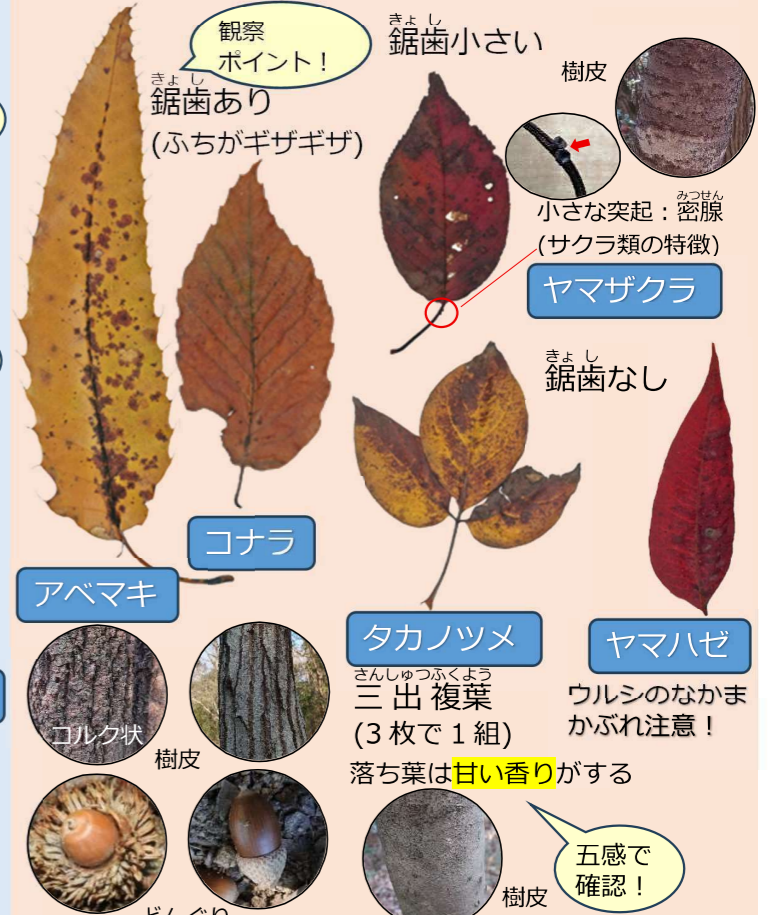 観察
ポイント！
きょし
鋸歯あり
(ふちがギザギザ)
きょし
鋸歯小さい
樹皮
みつせん
小さな突起：密腺
(サクラ類の特徴)
ヤマザクラ
きょし
鋸歯なし
コナラ
アベマキ
タカノツメ
ヤマハゼ
さんしゅつふくよう
三出複葉
(3枚で1組)
ウルシのなかま
かぶれ注意！
コルク状
樹皮
落ち葉は甘い香りがする
五感で
確認！
樹皮
どんぐり